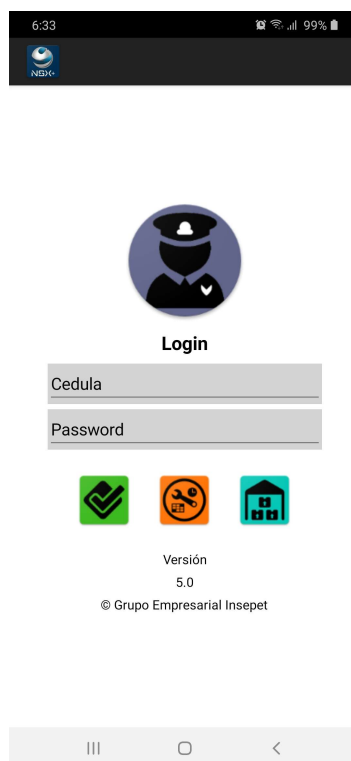 6:33
99%
NSX+
Login
Cedula
Password
Versión
5.0
© Grupo Empresarial Insepet